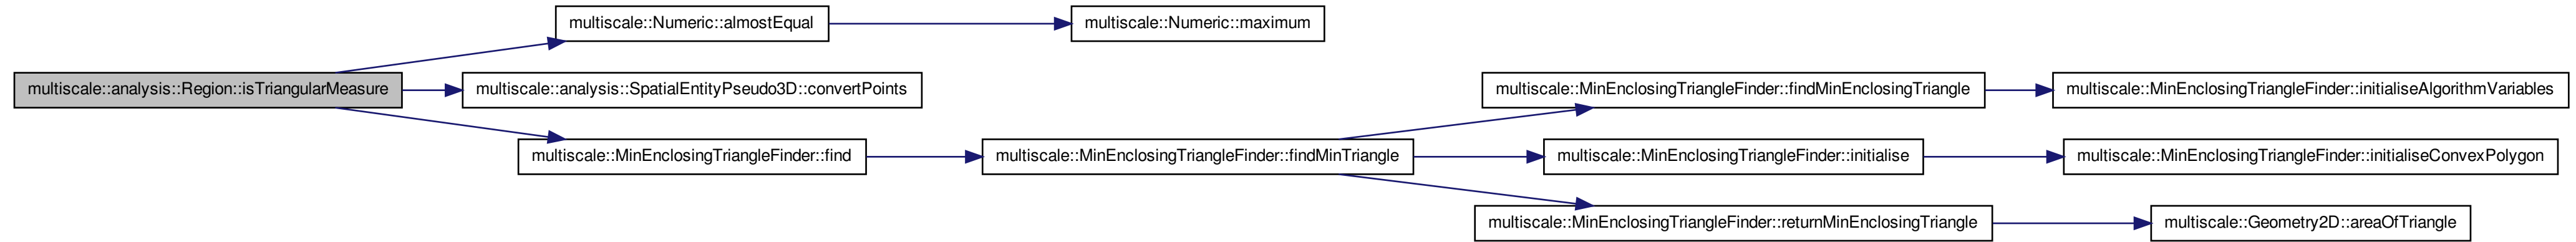 multiscale::Numeric::almostEqual
multiscale::Numeric::maximum
multiscale::analysis::Region::isTriangularMeasure
multiscale::analysis::SpatialEntityPseudo3D::convertPoints
multiscale::MinEnclosingTriangleFinder::findMinEnclosingTriangle
multiscale::MinEnclosingTriangleFinder::initialiseAlgorithmVariables
multiscale::MinEnclosingTriangleFinder::find
multiscale::MinEnclosingTriangleFinder::findMinTriangle
multiscale::MinEnclosingTriangleFinder::initialise
multiscale::MinEnclosingTriangleFinder::initialiseConvexPolygon
multiscale::MinEnclosingTriangleFinder::returnMinEnclosingTriangle
multiscale::Geometry2D::areaOfTriangle